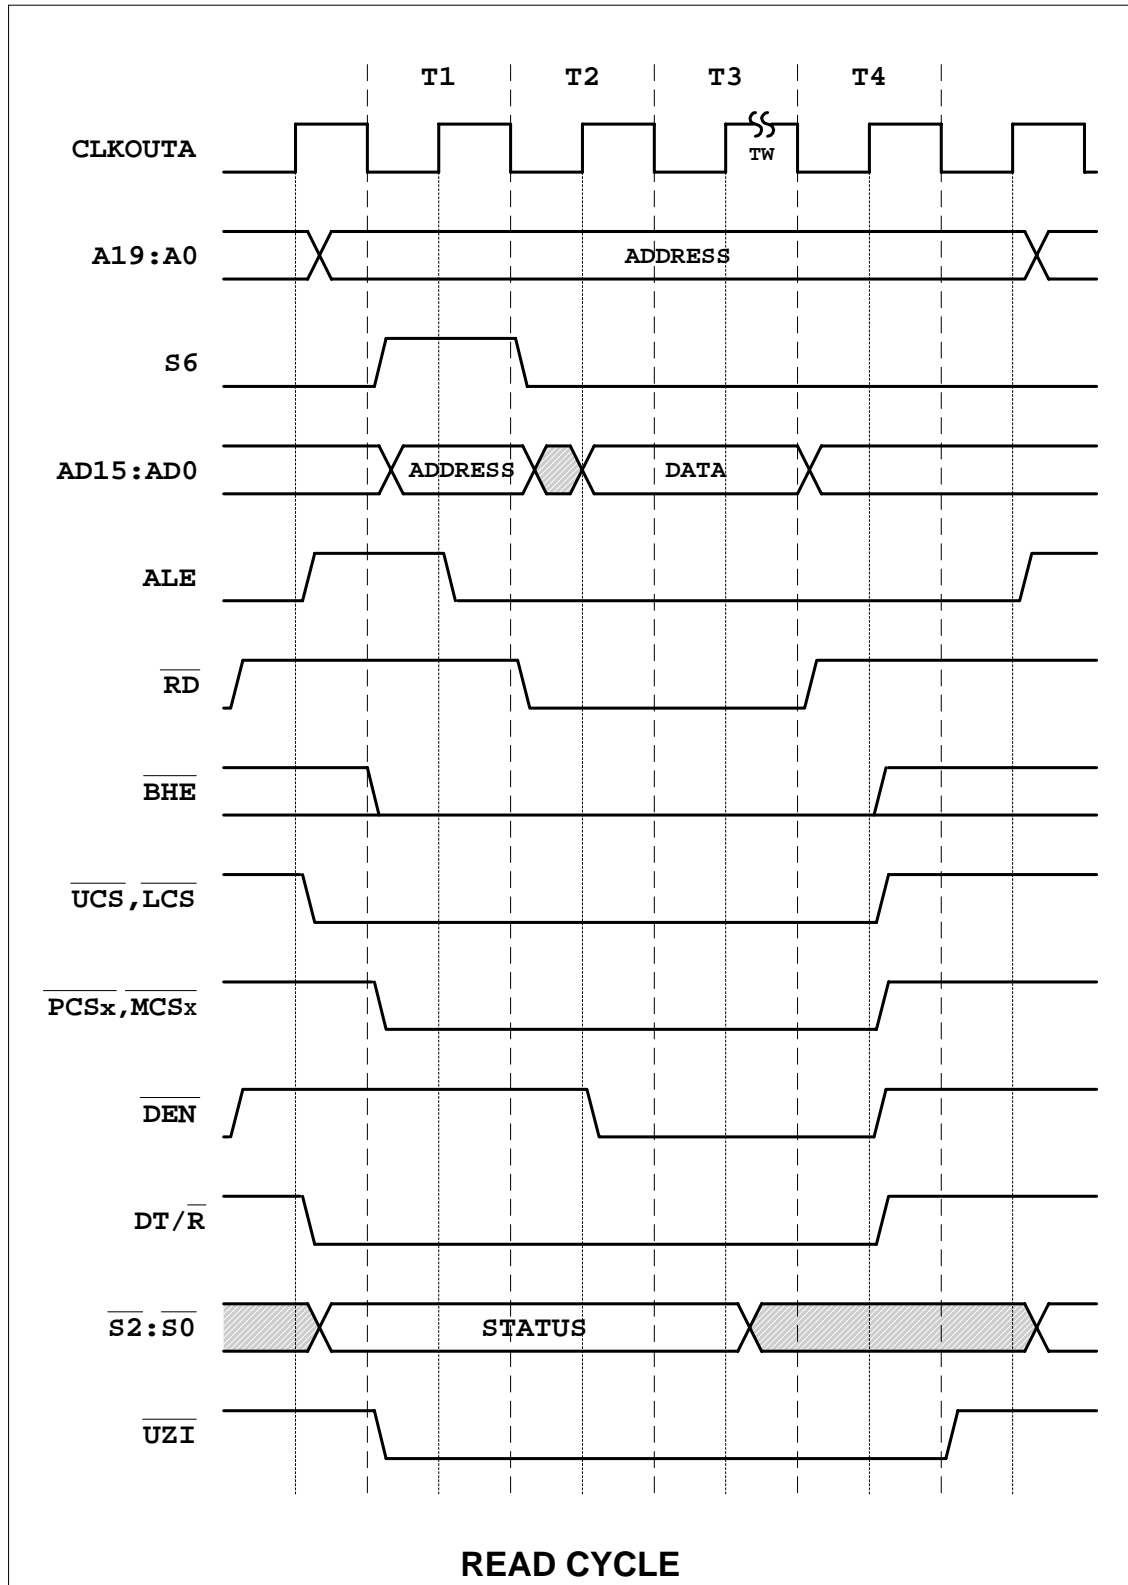 T1 T2 T3 T4
CLKOUTA
TW
A19:A0
ADDRESS
S6
AD15:AD0
ADDRESS
DATA
ALE
RD
BHE
UCS,LCS
PCSx,MCSx
DEN
DT/R
S2:S0
STATUS
UZI
READ CYCLE